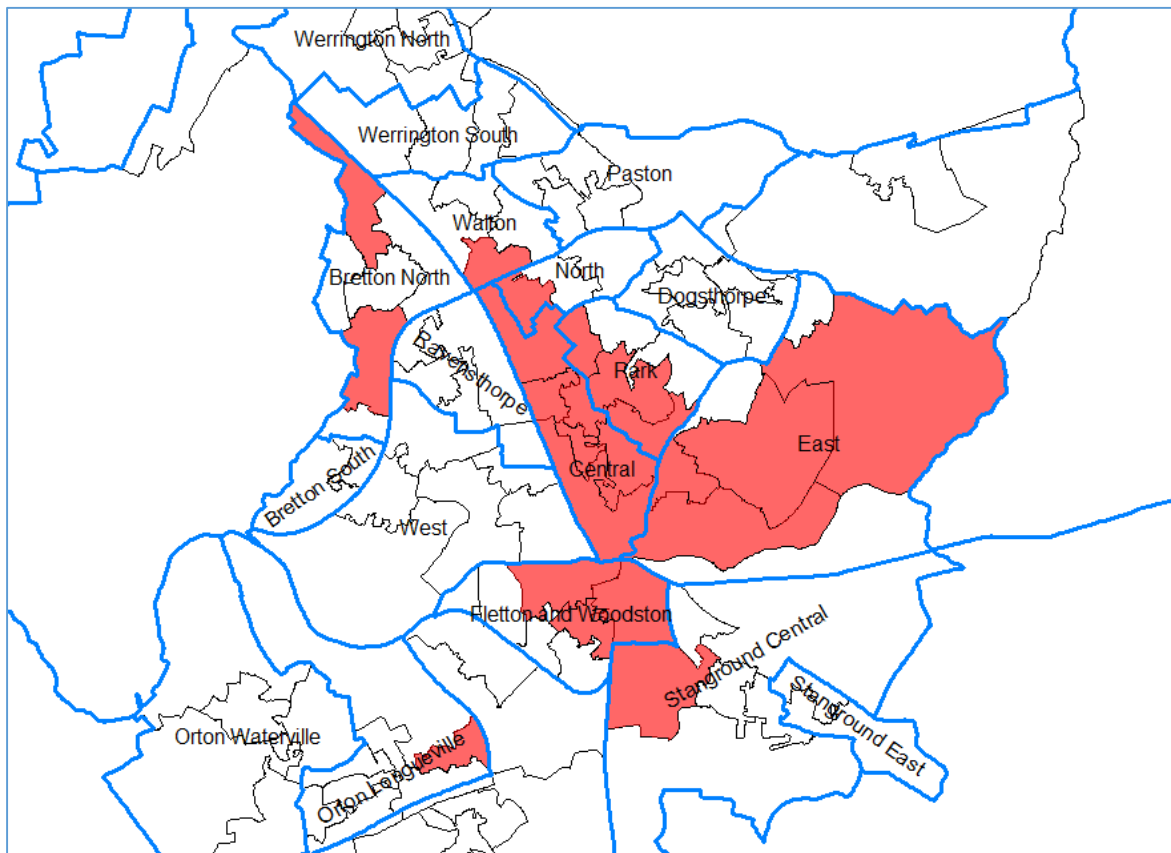 Werrington North
Werrington South
Paston
Walton
North
Bretton North
Dogsthorpe
Ravensthorpe
Park
East
Central
Bretton South
West
Fletton and Woodston
Stanground Central
Stanground East
Orton Waterville
Orton Longueville